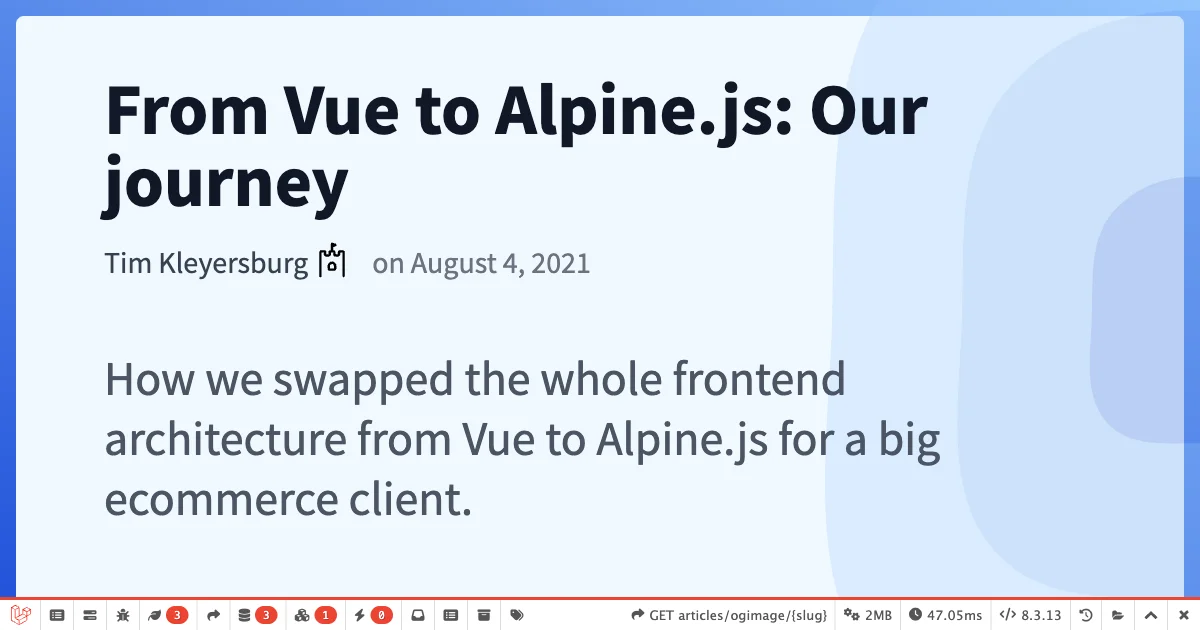 From Vue to Alpine.js: Our
journey
Tim Kleyersburg on August 4, 2021
How we swapped the whole frontend
architecture from Vue to Alpine.js for a big
ecommerce client.
3 3 1 0 GET articles/ogimage/{slug} 2MB 47.05ms 8.3.13